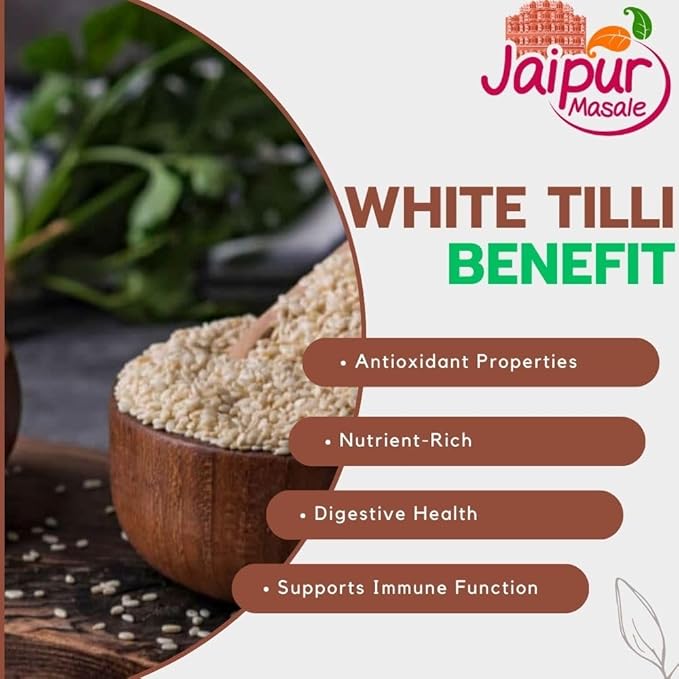 Jaipur
Masale
WHITE TILLI
BENEFIT
• Antioxidant Properties
• Nutrient-Rich
• Digestive Health
• Supports Immune Function